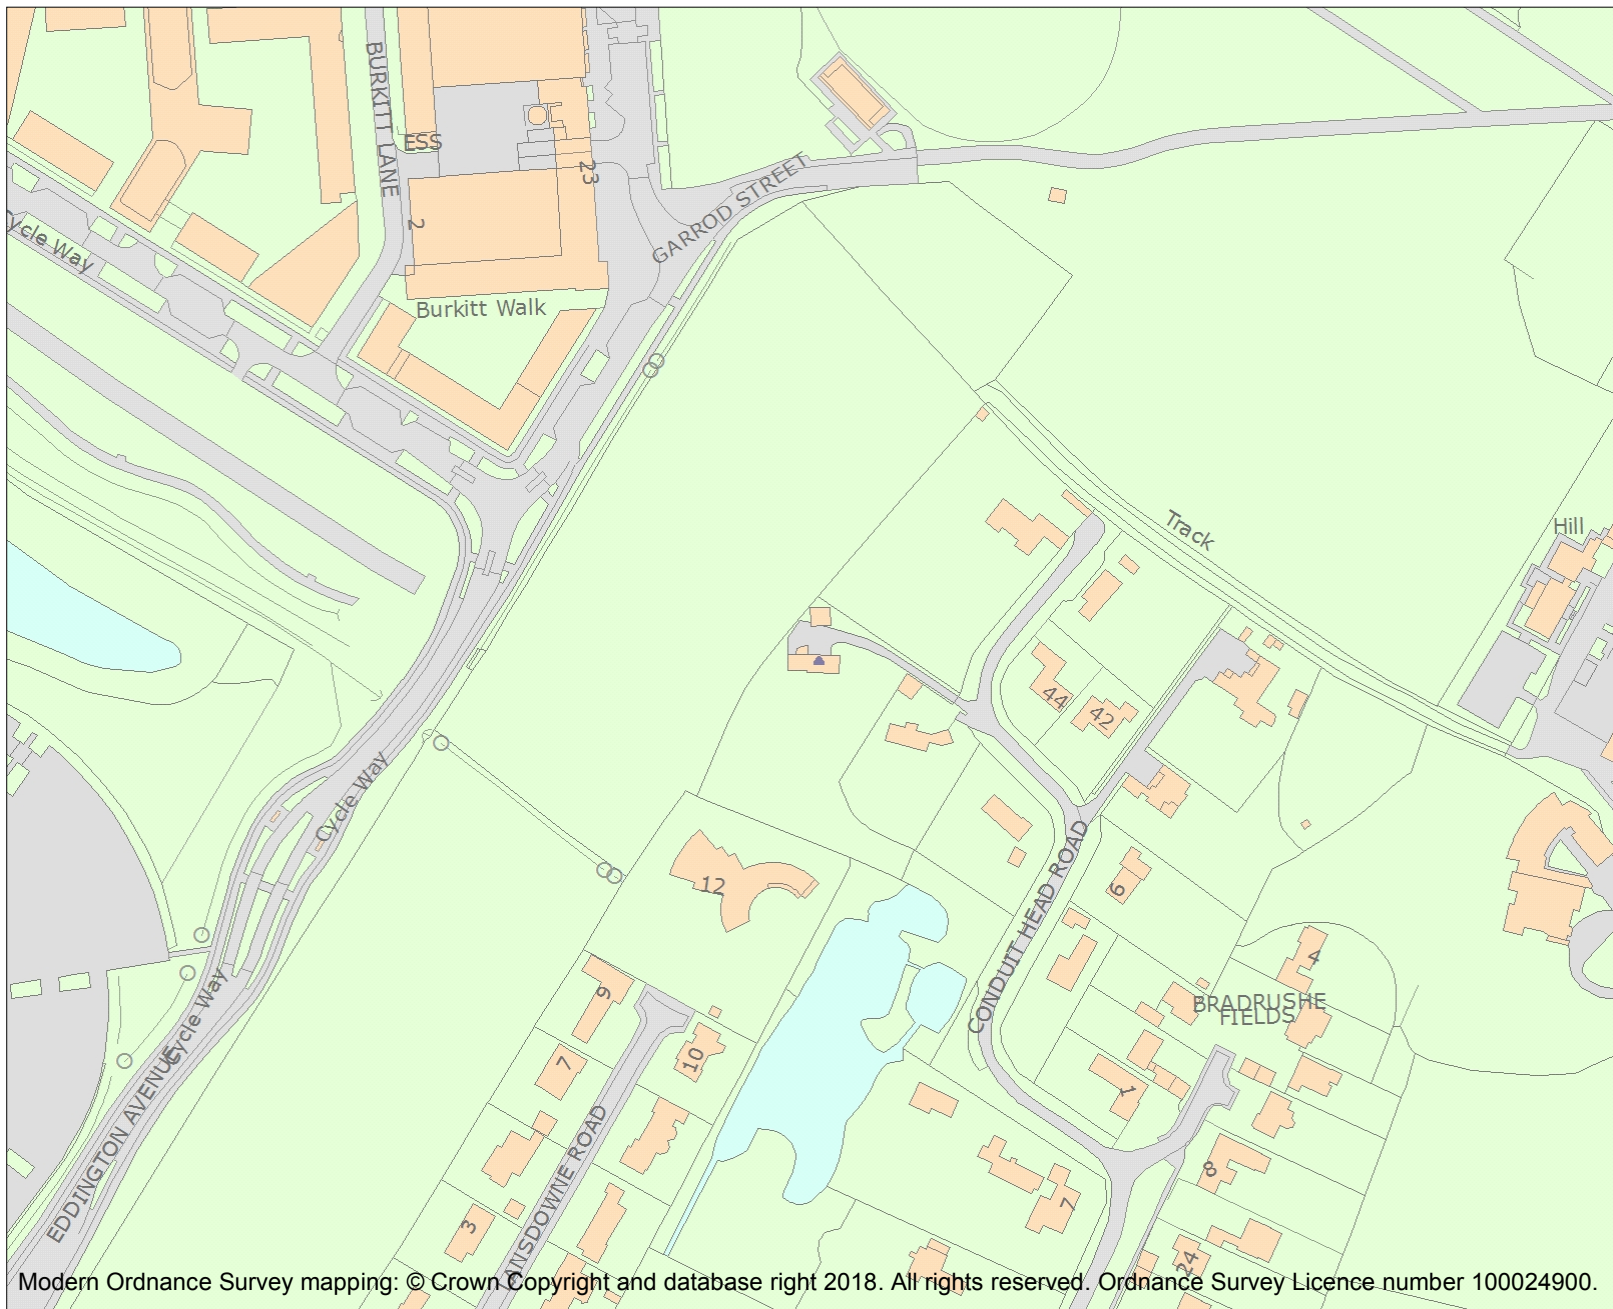 BURKITT LANE
ESS
23
2
GARROD STREET
Cycle Way
Burkitt Walk
Track
Hill
44
42
Cycle Way
CONDUIT HEAD ROAD
12
6
4
BRADRUSHE
FIELDS
9
Cycle Way
EDDINGTON AVENUE
7
10
1
ANSDOWNE ROAD
8
7
3
24
Modern Ordnance Survey mapping: © Crown Copyright and database right 2018. All rights reserved. Ordnance Survey Licence number 100024900.